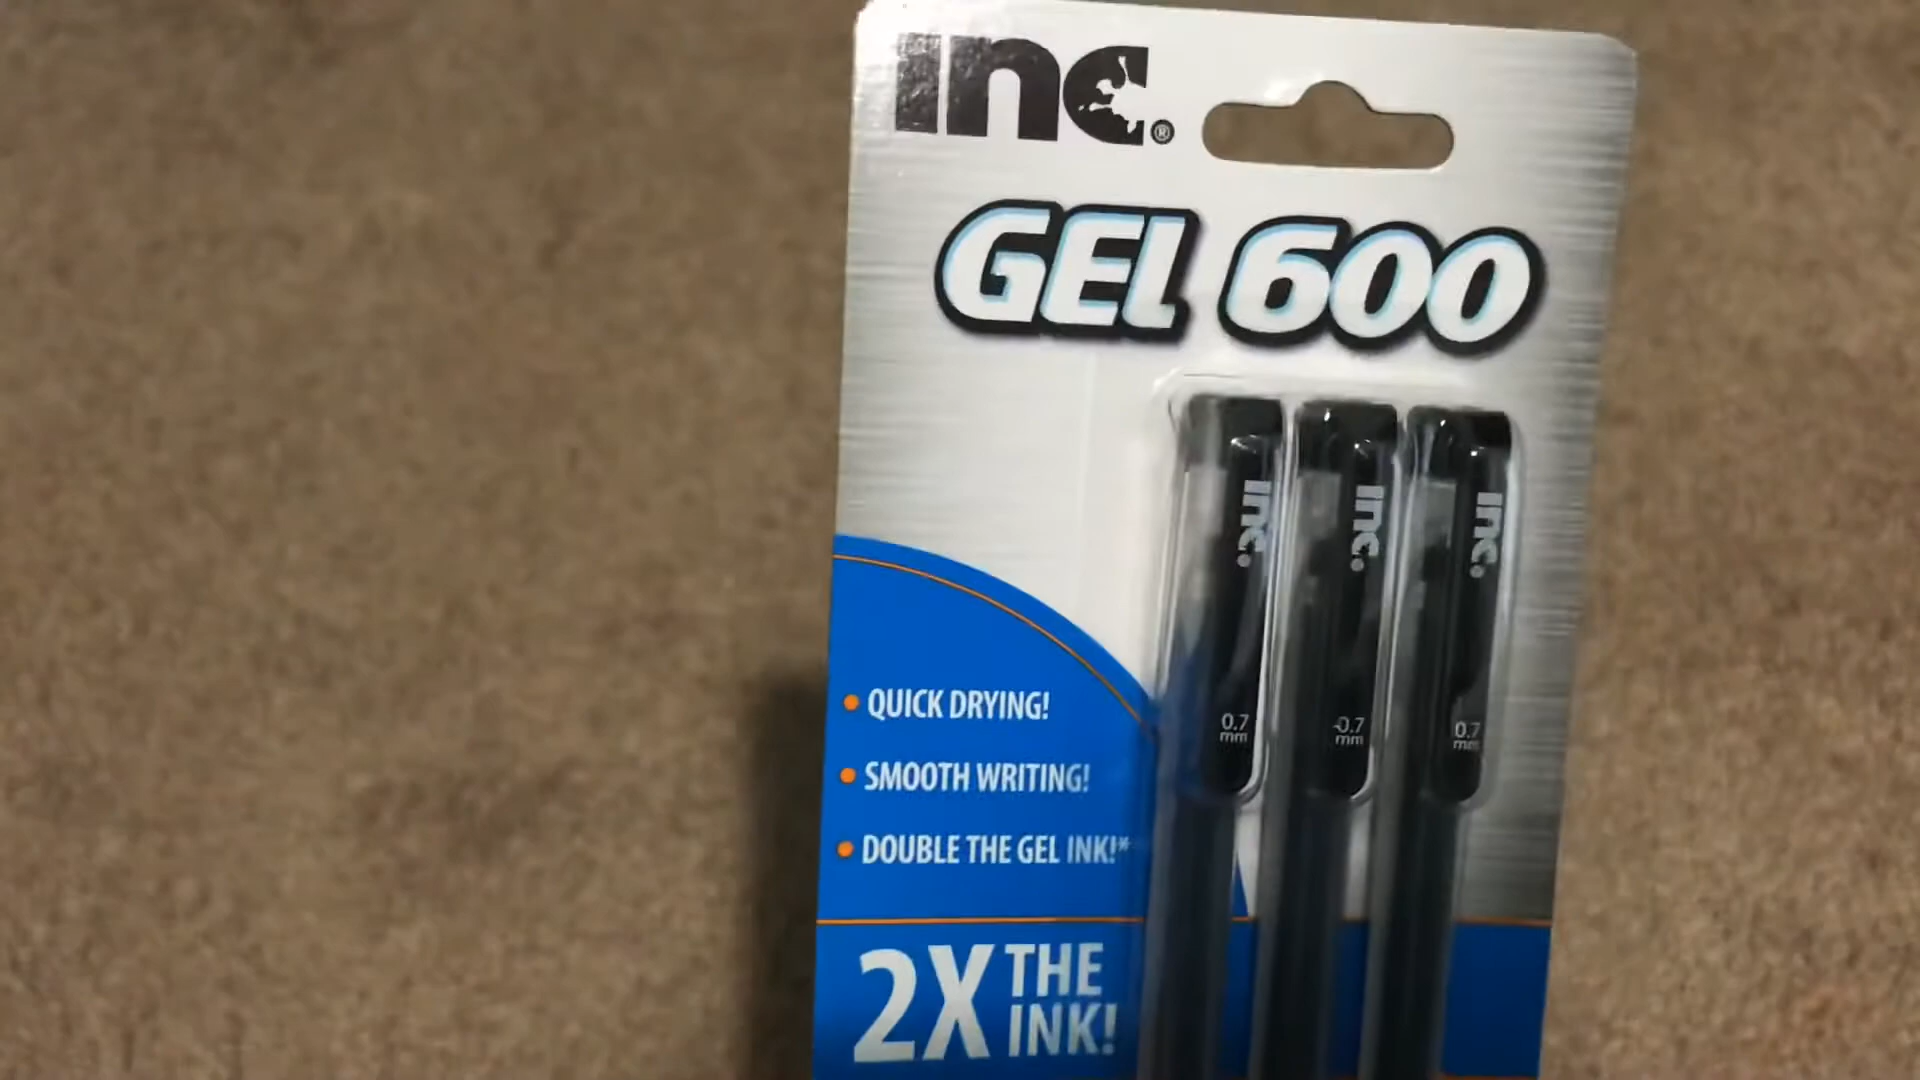 inc.®
GEL 600
inc.
inc.
inc.
0.7
mm
0.7
mm
0.7
mm
• QUICK DRYING!
• SMOOTH WRITING!
• DOUBLE THE GEL INK!*
2X THE
INK!